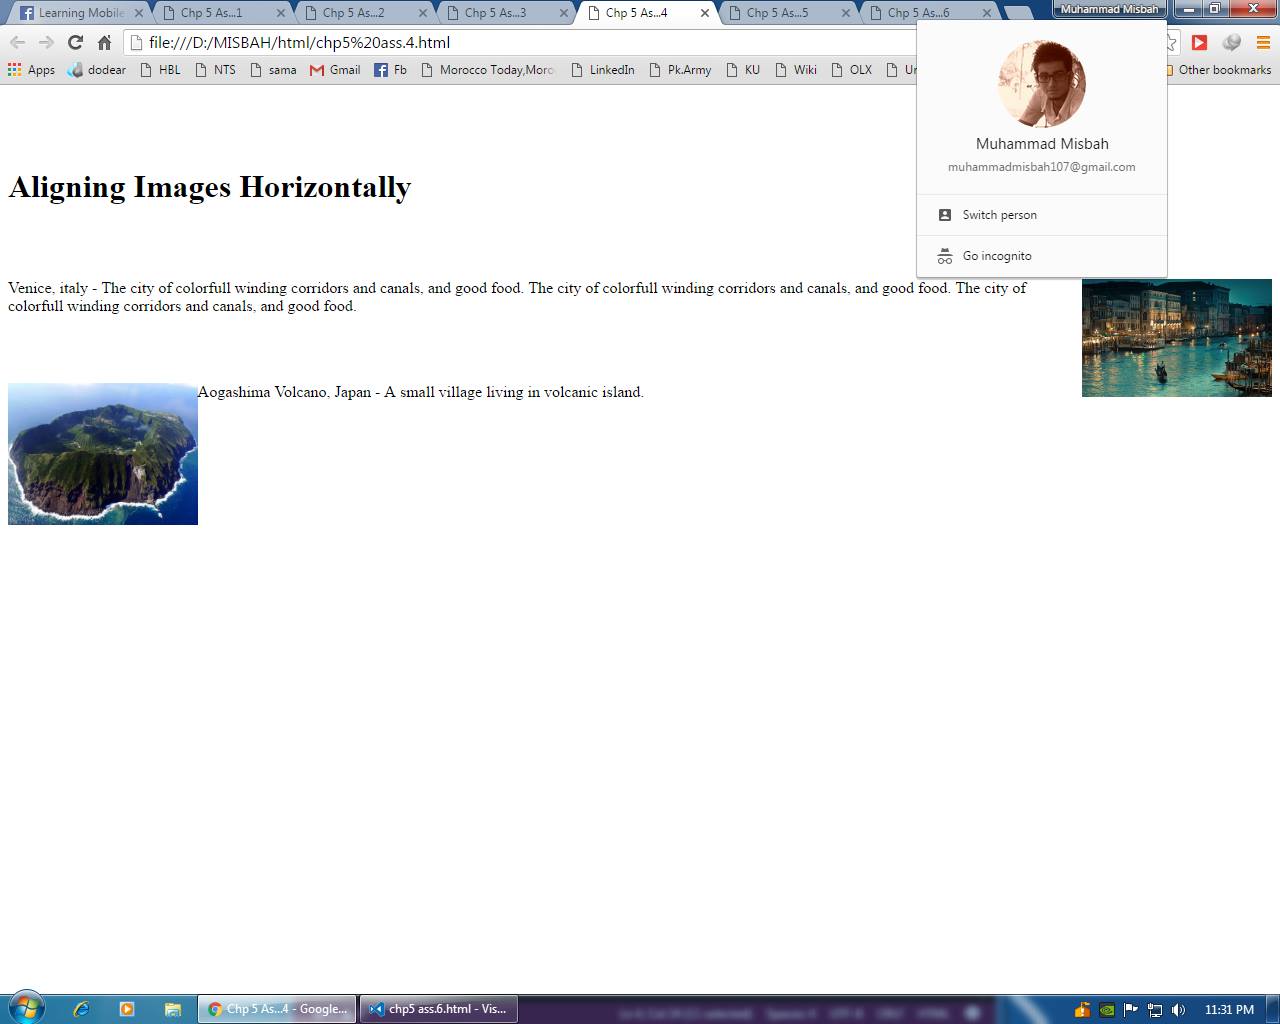 Learning Mobile
Chp 5 As...1
Chp 5 As...2
Chp 5 As...3
Chp 5 As...4
Chp 5 As...5
Chp 5 As...6
Muhammad Misbah
file:///D:/MISBAH/html/chp5%20ass.4.html
Apps
dodear
HBL
NTS
sama
Gmail
Fb
Morocco Today,Moro
LinkedIn
Pk.Army
KU
Wiki
OLX
Other bookmarks
Muhammad Misbah
muhammadmisbah107@gmail.com
Switch person
Go incognito
Aligning Images Horizontally
Venice, italy - The city of colorfull winding corridors and canals, and good food. The city of colorfull winding corridors and canals, and good food. The city of
colorfull winding corridors and canals, and good food.
Aogashima Volcano, Japan - A small village living in volcanic island.
Chp 5 As...4 - Google...
chp5 ass.6.html - Vis...
11:31 PM